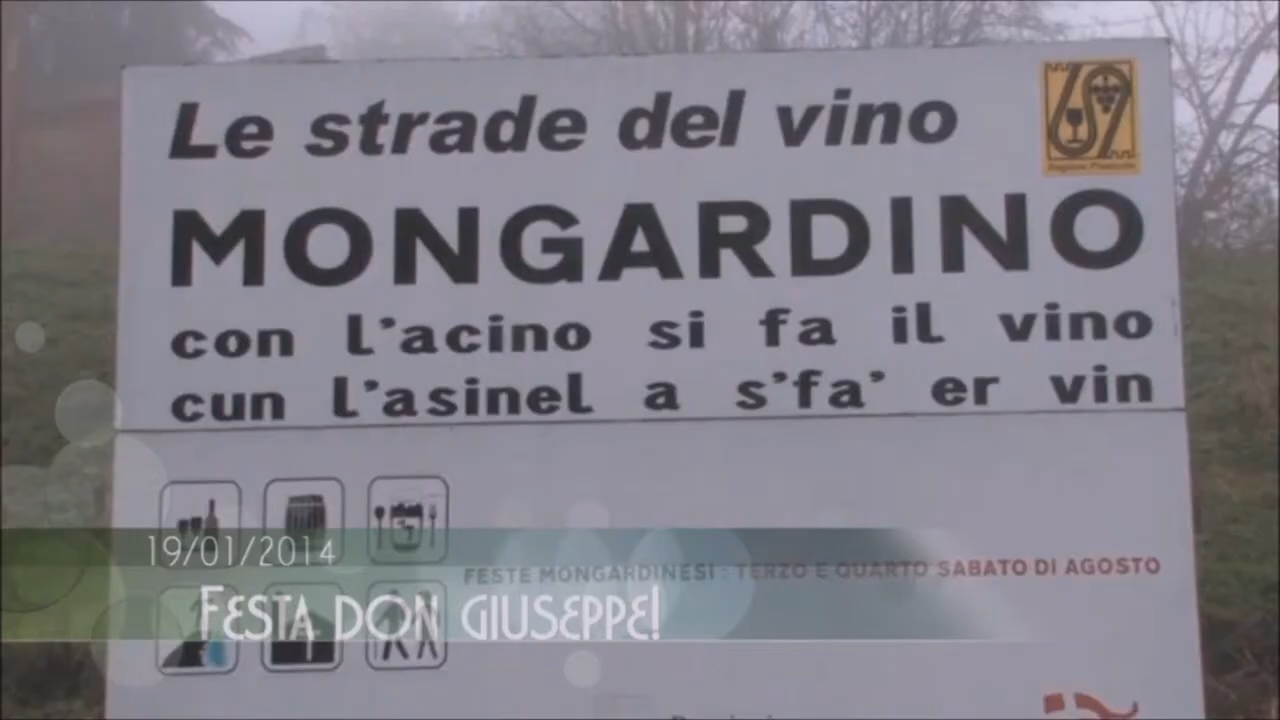 Le strade del vino
MONGARDINO
con l'acino si fa il vino
cun l'asinel a s'fa' er vin
19/01/2014
FESTE MONGARDINESI : TERZO E QUARTO SABATO DI AGOSTO
FESTA DON GIUSEPPE!